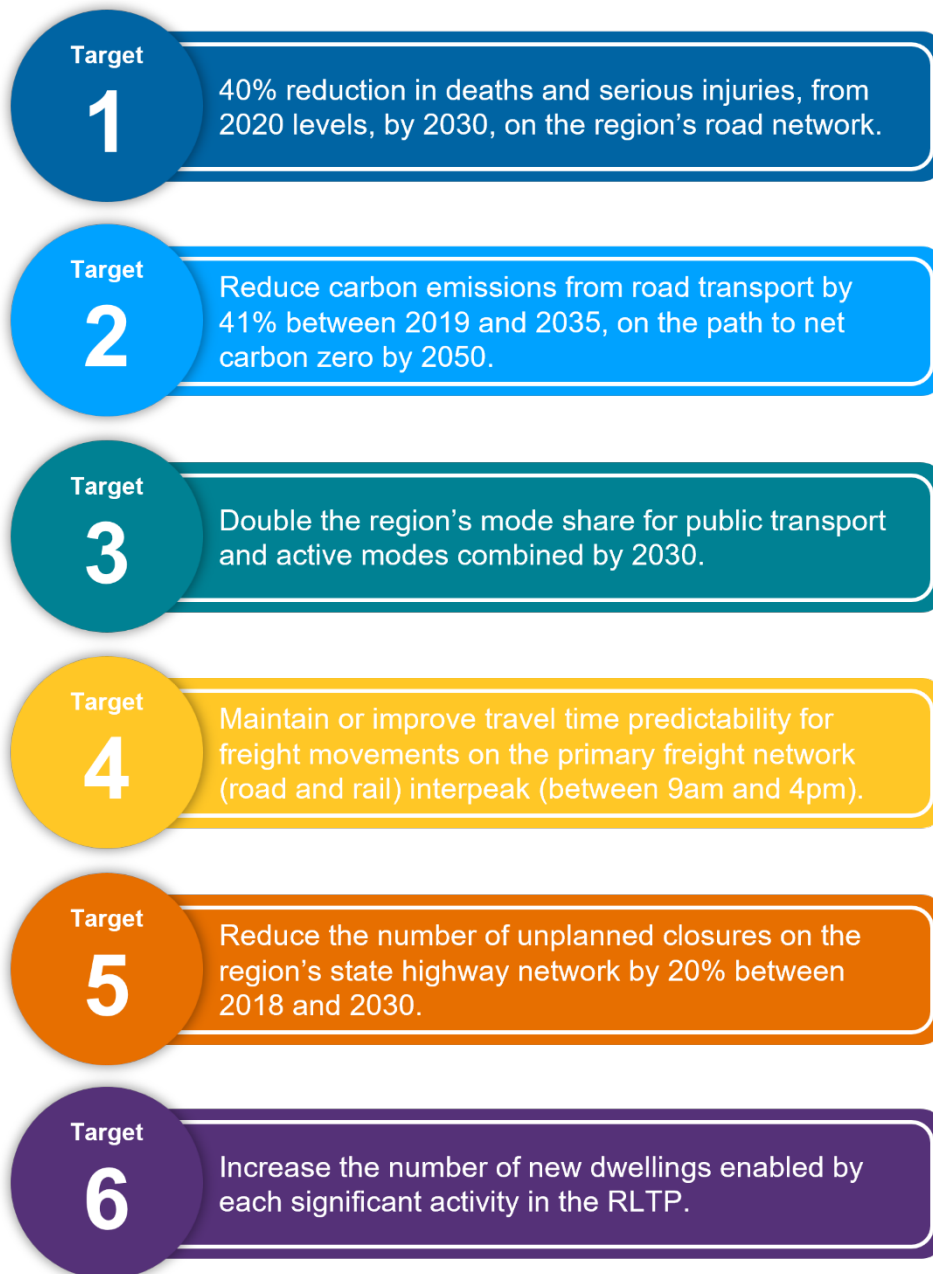 Target
1
40% reduction in deaths and serious injuries, from
2020 levels, by 2030, on the region’s road network.
Target
2
Reduce carbon emissions from road transport by
41% between 2019 and 2035, on the path to net
carbon zero by 2050.
Target
3
Double the region’s mode share for public transport
and active modes combined by 2030.
Target
4
Maintain or improve travel time predictability for
freight movements on the primary freight network
(road and rail) interpeak (between 9am and 4pm).
Target
5
Reduce the number of unplanned closures on the
region’s state highway network by 20% between
2018 and 2030.
Target
6
Increase the number of new dwellings enabled by
each significant activity in the RLTP.